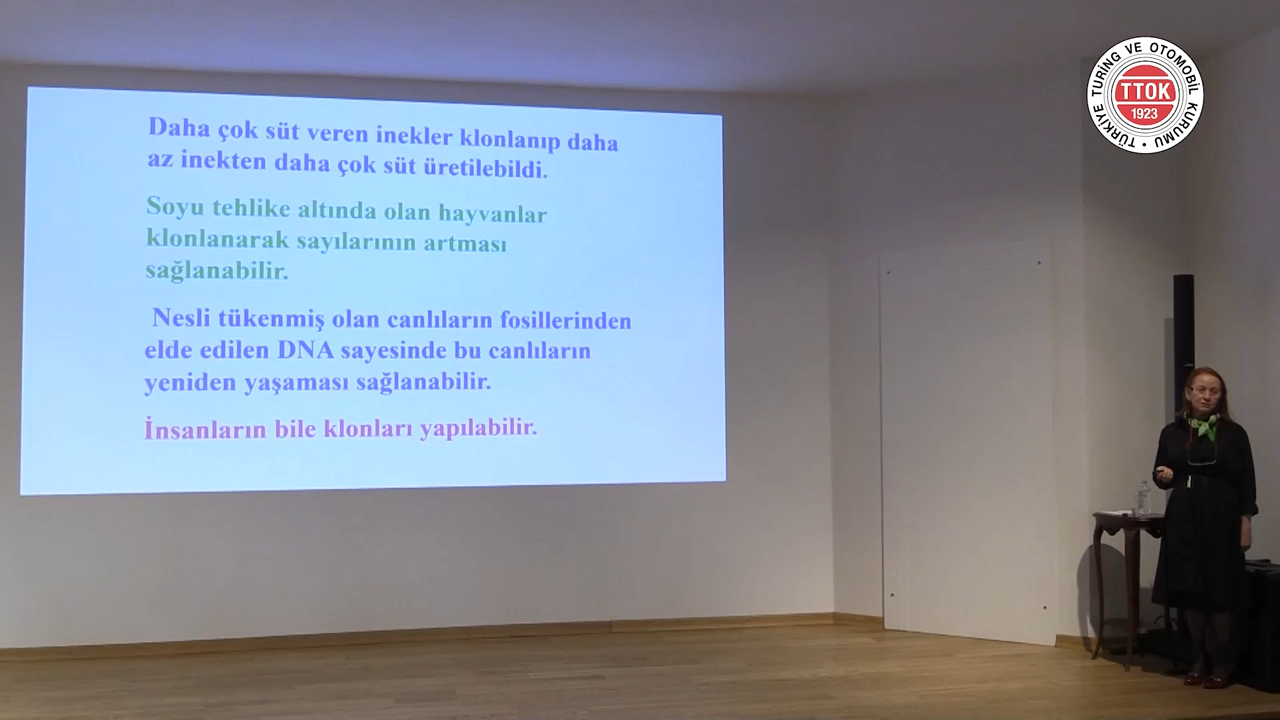 Daha çok süt veren inekler klonlanıp daha
az inekten daha çok süt üretilebildi.
Soyu tehlike altında olan hayvanlar
klonlanarak sayılarının artması
sağlanabilir.
Nesli tükenmiş olan canlıların fosillerinden
elde edilen DNA sayesinde bu canlıların
yeniden yaşaması sağlanabilir.
İnsanların bile klonları yapılabilir.
TÜRKİYE TURİNG VE OTOMOBİL KURUMU •
TTOK
1923